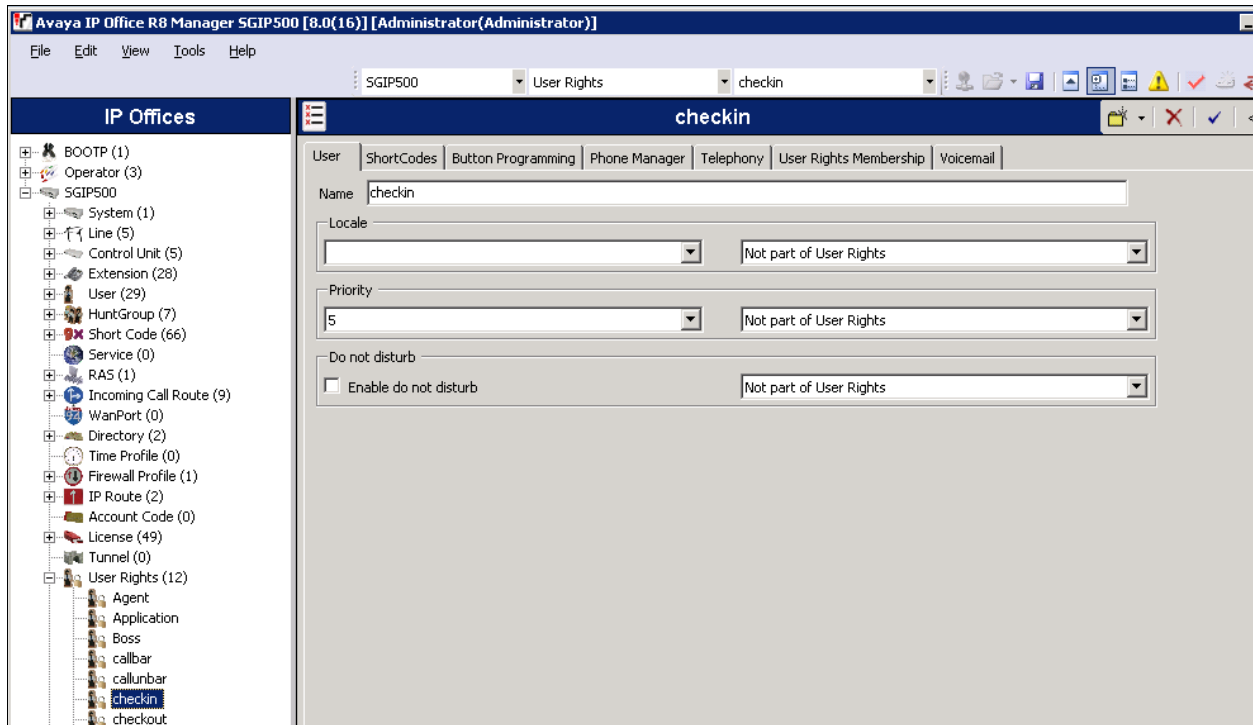 Avaya IP Office R8 Manager SGIP500 [8.0(16)] [Administrator(Administrator)]
File Edit View Tools Help
SGIP500 User Rights checkin
IP Offices
checkin
BOOTP (1)
Operator (3)
SGIP500
System (1)
Line (5)
Control Unit (5)
Extension (28)
User (29)
HuntGroup (7)
Short Code (66)
Service (0)
RAS (1)
Incoming Call Route (9)
WanPort (0)
Directory (2)
Time Profile (0)
Firewall Profile (1)
IP Route (2)
Account Code (0)
License (49)
Tunnel (0)
User Rights (12)
Agent
Application
Boss
callbar
callunbar
checkin
checkout
User ShortCodes Button Programming Phone Manager Telephony User Rights Membership Voicemail
Name checkin
Locale
Not part of User Rights
Priority
5 Not part of User Rights
Do not disturb
Enable do not disturb Not part of User Rights